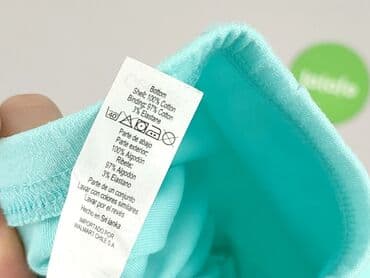 Bottom
Shell: 100% Cotton
Binding: 97% Cotton
3% Elastane
40
Parte de abajo
Parte exterior:
100% Algodón
Ribete:
97% Algodón
3% Elastano
Parte de un conjunto
Lavar con colores similares
Lavar por el revés
Hecho en Sri lanka
IMPORTADO POR
WALMART CHILE S.A